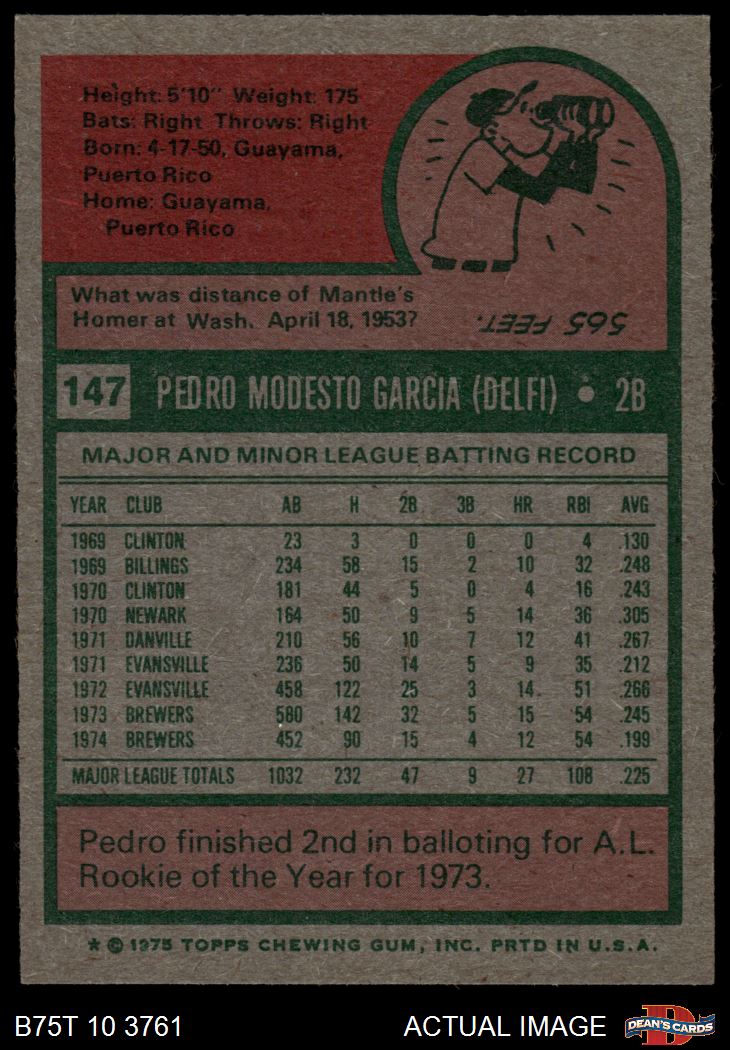 Height: 5'10" Weight: 175
Bats: Right Throws: Right
Born: 4-17-50, Guayama,
Puerto Rico
Home: Guayama,
Puerto Rico
What was distance of Mantle's
Homer at Wash. April 18, 1953?
565 FEET.
147 PEDRO MODESTO GARCIA (DELFI) • 2B
MAJOR AND MINOR LEAGUE BATTING RECORD
YEAR CLUB AB H 2B 3B HR RBI AVG
1969 CLINTON 23 3 0 0 0 4 .130
1969 BILLINGS 234 58 15 2 10 32 .248
1970 CLINTON 181 44 5 0 4 16 .243
1970 NEWARK 164 50 9 5 14 36 .305
1971 DANVILLE 210 56 10 7 12 41 .267
1971 EVANSVILLE 236 50 14 5 9 35 .212
1972 EVANSVILLE 458 122 25 3 14 51 .266
1973 BREWERS 580 142 32 5 15 54 .245
1974 BREWERS 452 90 15 4 12 54 .199
MAJOR LEAGUE TOTALS 1032 232 47 9 27 108 .225
Pedro finished 2nd in balloting for A.L.
Rookie of the Year for 1973.
* © 1975 TOPPS CHEWING GUM, INC. PRTD IN U.S.A.
B75T 10 3761 ACTUAL IMAGE D DEAN'S CARDS